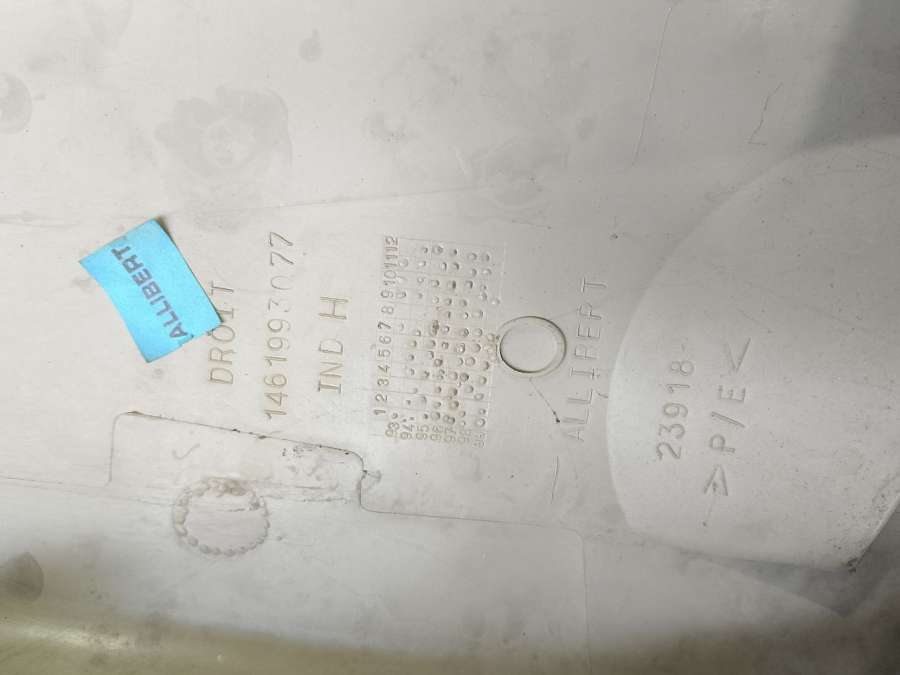 ALLIBERT
DROIT
1461993077
IND H
1 2 3 4 5 6 7 8 9 10 11 12
93
94
95
96
97
98
ALLIBERT
23918
>P/E<